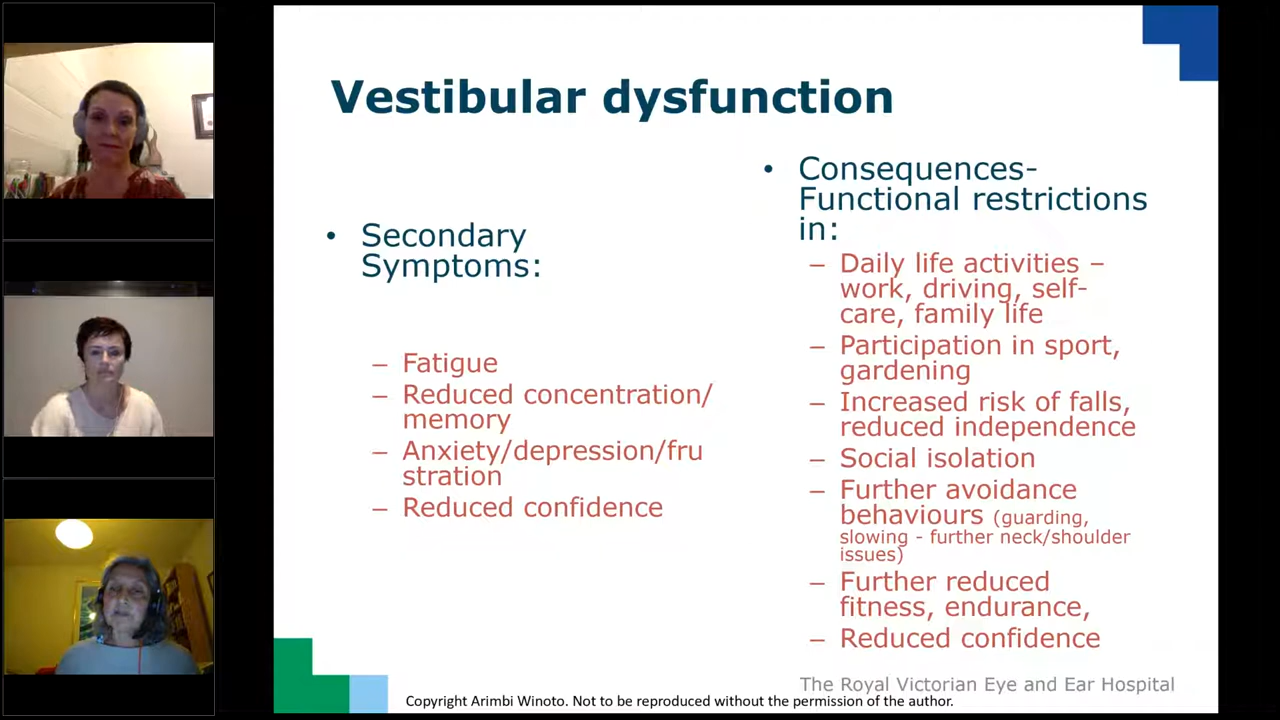 Vestibular dysfunction
• Secondary
Symptoms:
– Fatigue
– Reduced concentration/
memory
– Anxiety/depression/fru
stration
– Reduced confidence
• Consequences-
Functional restrictions
in:
– Daily life activities –
work, driving, self-
care, family life
– Participation in sport,
gardening
– Increased risk of falls,
reduced independence
– Social isolation
– Further avoidance
behaviours (guarding,
slowing - further neck/shoulder
issues)
– Further reduced
fitness, endurance,
– Reduced confidence
The Royal Victorian Eye and Ear Hospital
Copyright Arimbi Winoto. Not to be reproduced without the permission of the author.